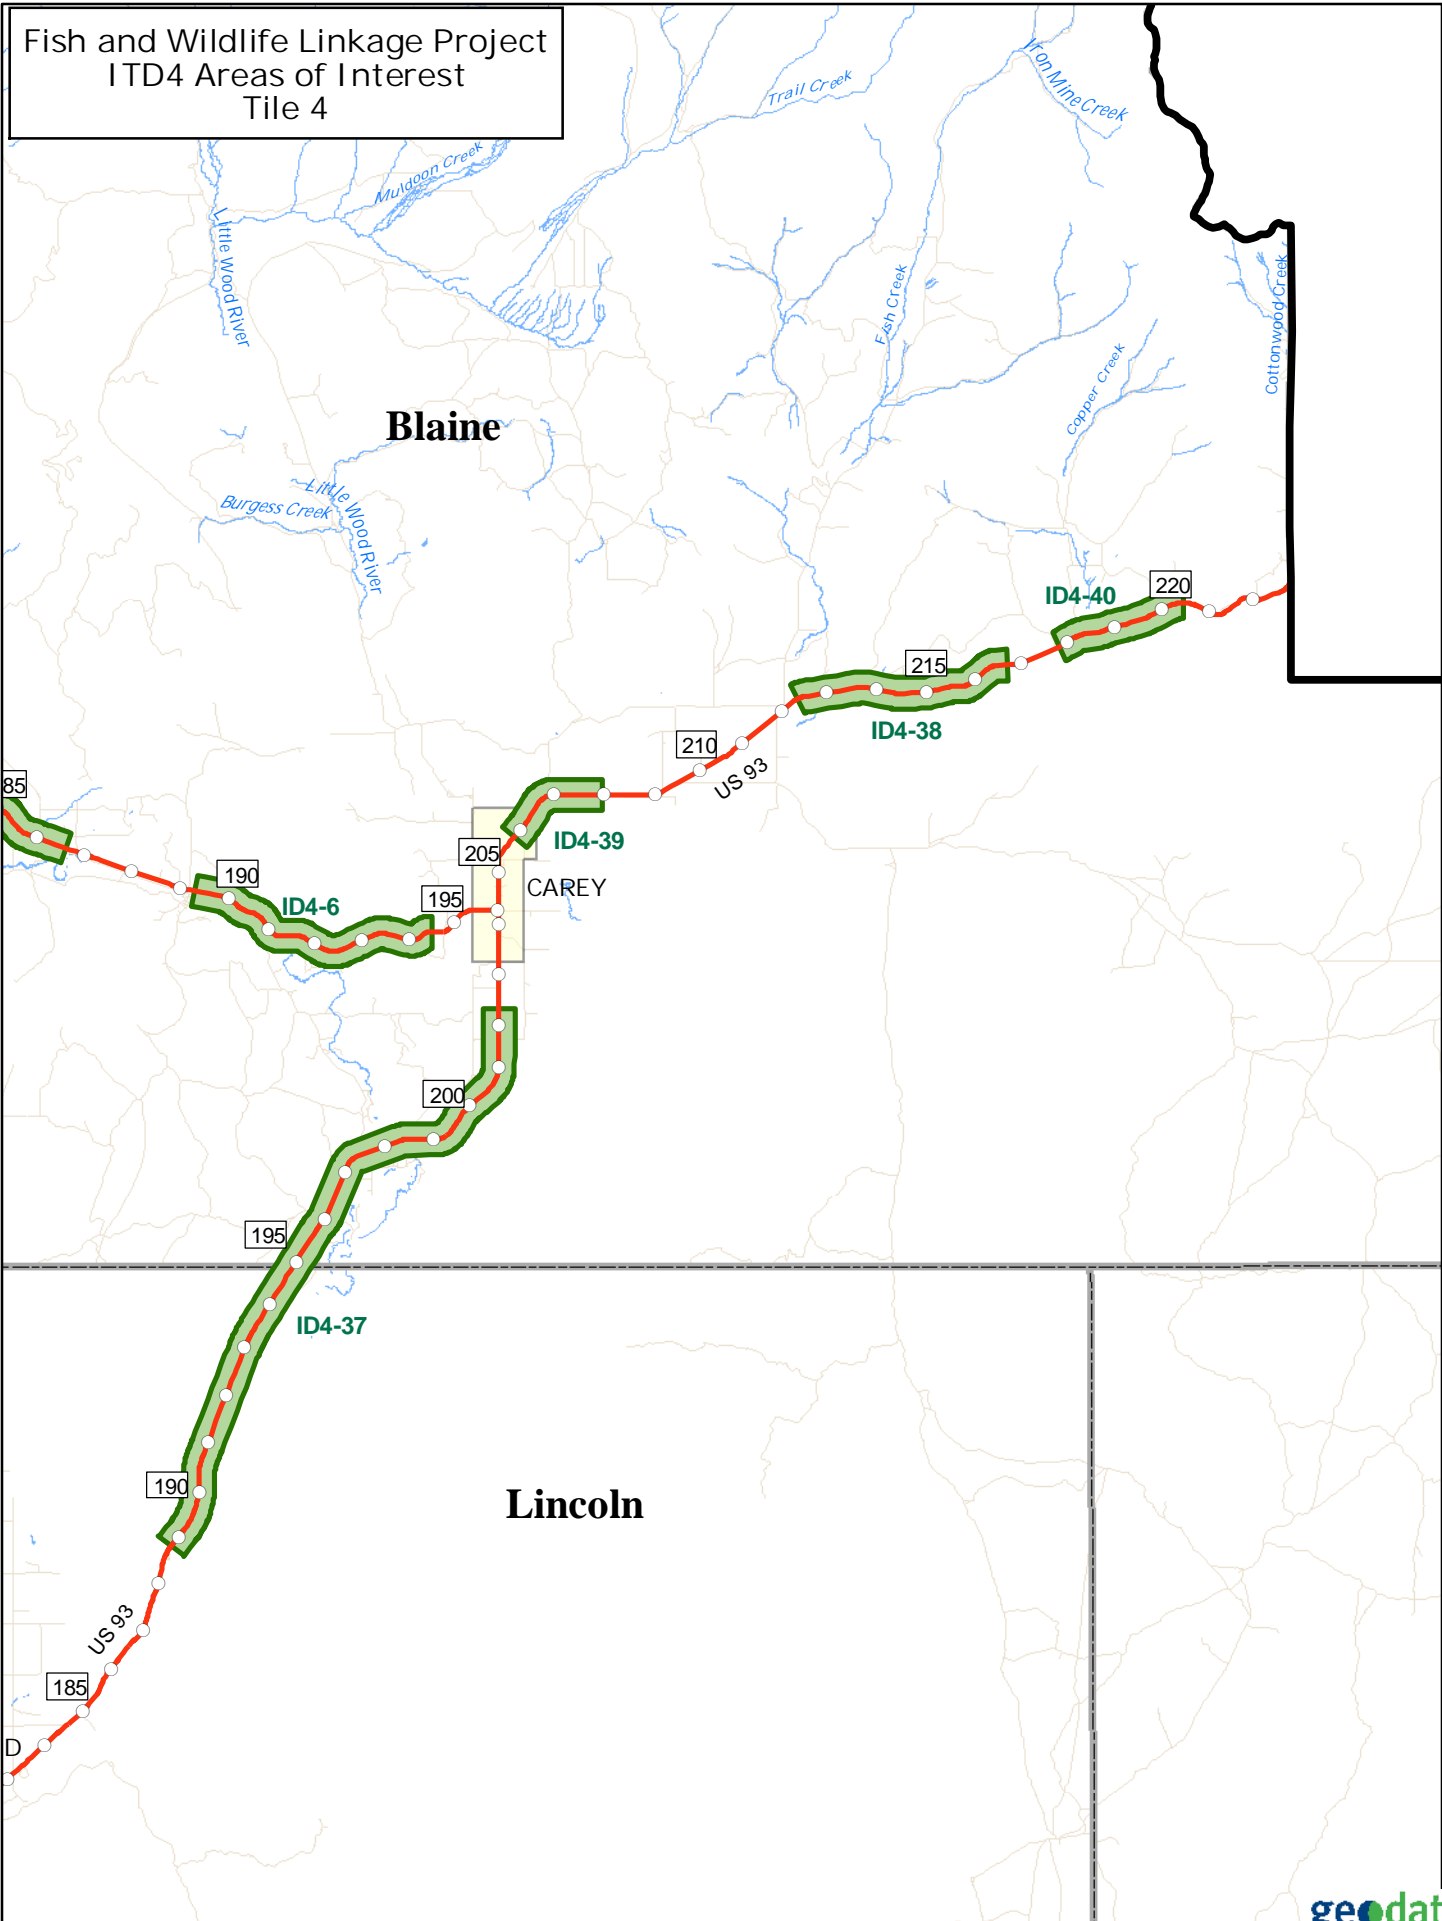 Fish and Wildlife Linkage Project
ITD4 Areas of Interest
Tile 4
Trail Creek
Iron Mine Creek
Muldoon Creek
Little Wood River
Fish Creek
Cottonwood Creek
Copper Creek
Blaine
Little Wood River
Burgess Creek
ID4-40
220
215
ID4-38
210
US 93
85
ID4-39
205
190
CAREY
195
ID4-6
200
195
ID4-37
190
Lincoln
US 93
185
D
geodat